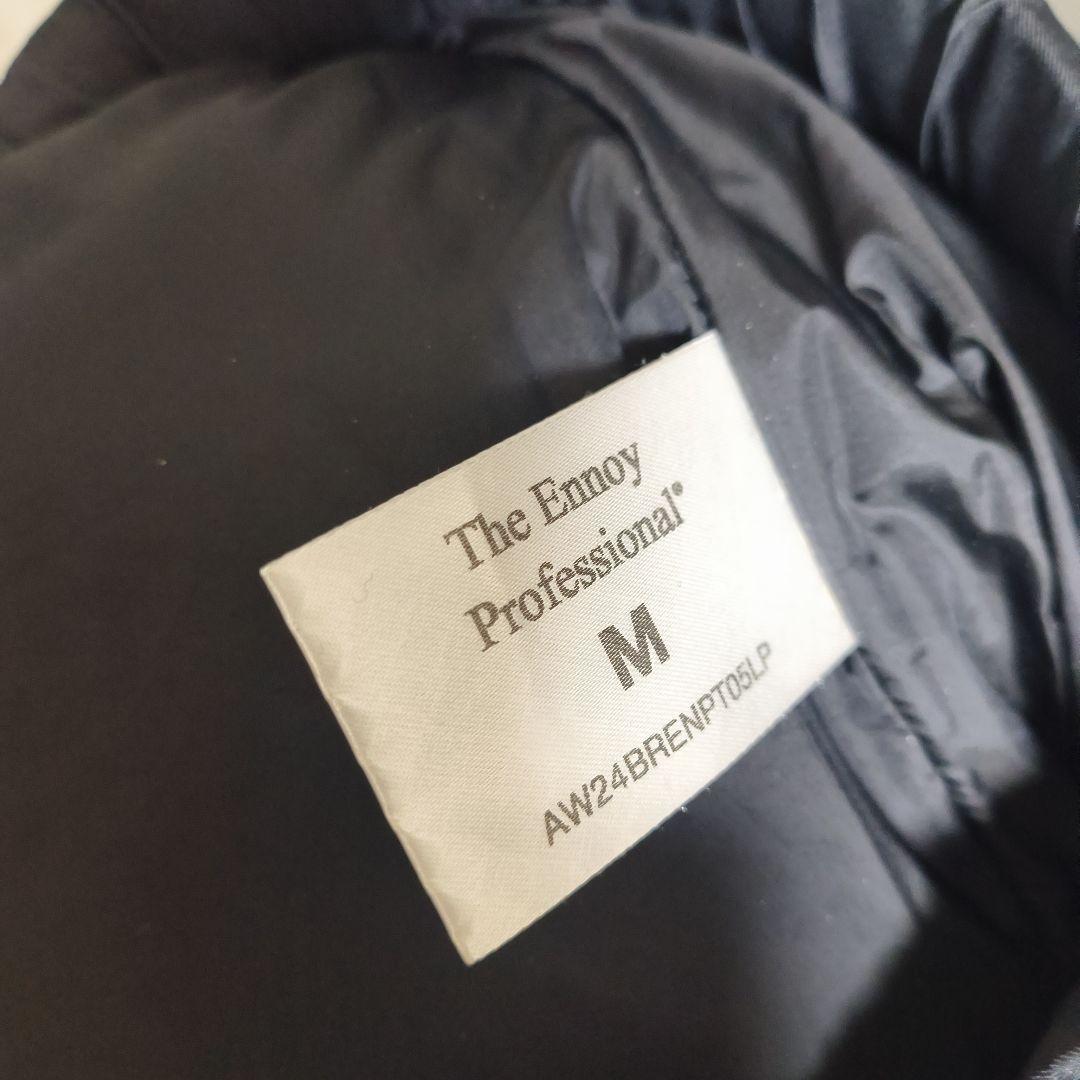 The Ennoy
Professional®
M
AW24BRENPT05LP